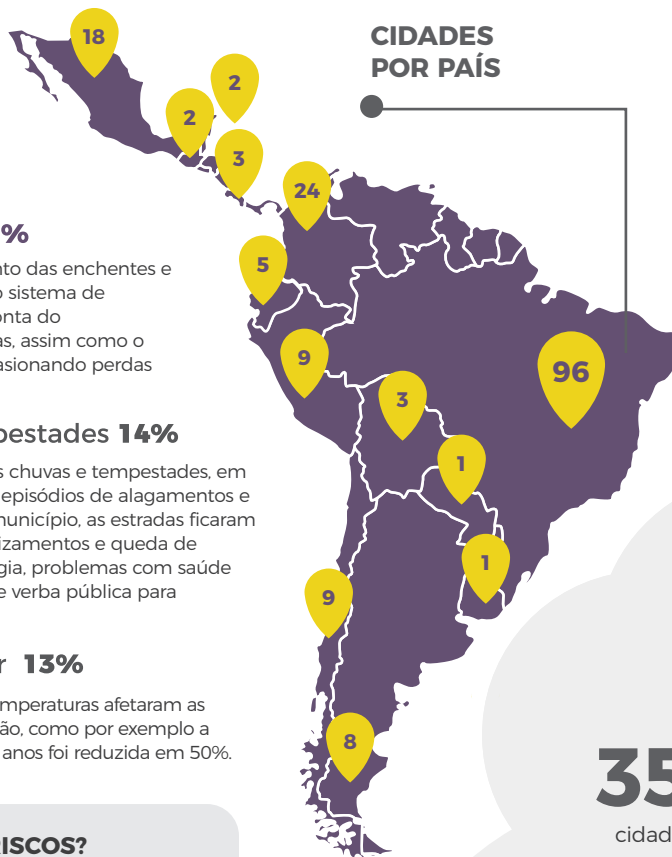 CIDADES
POR PAÍS
18
2
2
3
24
5
9
96
3
1
1
9
8
%
nto das enchentes e
o sistema de
onta do
as, assim como o
asionando perdas
pestades 14%
s chuvas e tempestades, em
episódios de alagamentos e
município, as estradas ficaram
izamentos e queda de
gia, problemas com saúde
e verba pública para
r 13%
mperaturas afetaram as
ão, como por exemplo a
anos foi reduzida em 50%.
RISCOS?
35
cidad